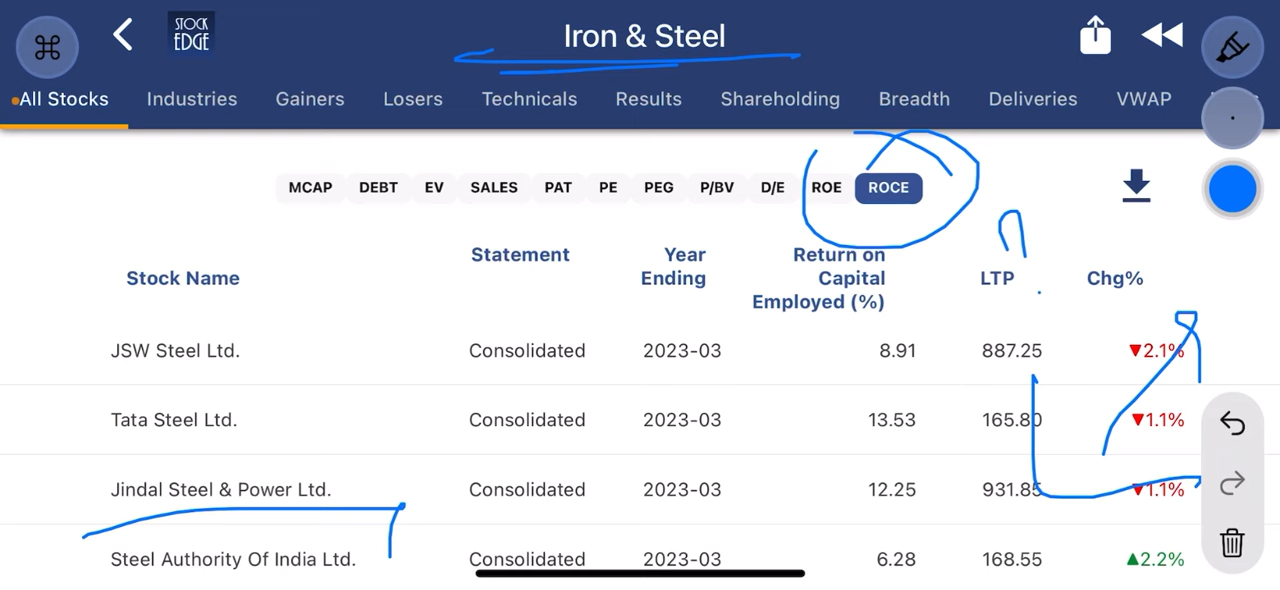 STOCK EDGE
Iron & Steel
All Stocks Industries Gainers Losers Technicals Results Shareholding Breadth Deliveries VWAP
MCAP DEBT EV SALES PAT PE PEG P/BV D/E ROE ROCE
Stock Name Statement Year Ending Return on Capital Employed (%) LTP Chg%
JSW Steel Ltd. Consolidated 2023-03 8.91 887.25 ▼2.1%
Tata Steel Ltd. Consolidated 2023-03 13.53 165.80 ▼1.1%
Jindal Steel & Power Ltd. Consolidated 2023-03 12.25 931.85 ▼1.1%
Steel Authority Of India Ltd. Consolidated 2023-03 6.28 168.55 ▲2.2%